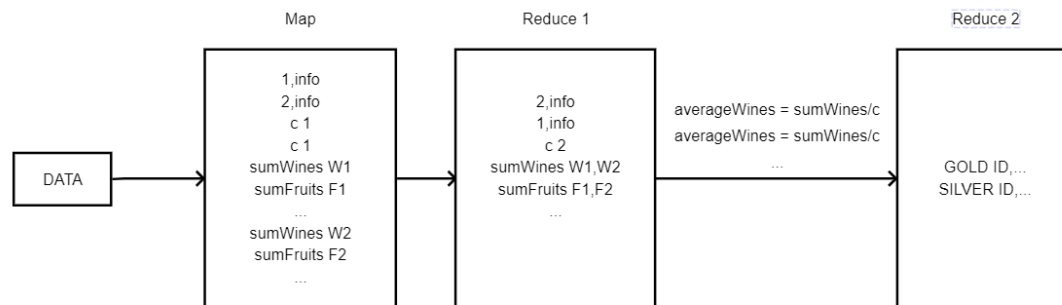 Map
Reduce 1
Reduce 2
DATA
1,info
2,info
c 1
c 1
sumWines W1
sumFruits F1
...
sumWines W2
sumFruits F2
...
2,info
1,info
c 2
sumWines W1,W2
sumFruits F1,F2
...
averageWines = sumWines/c
averageWines = sumWines/c
...
GOLD ID,...
SILVER ID,...